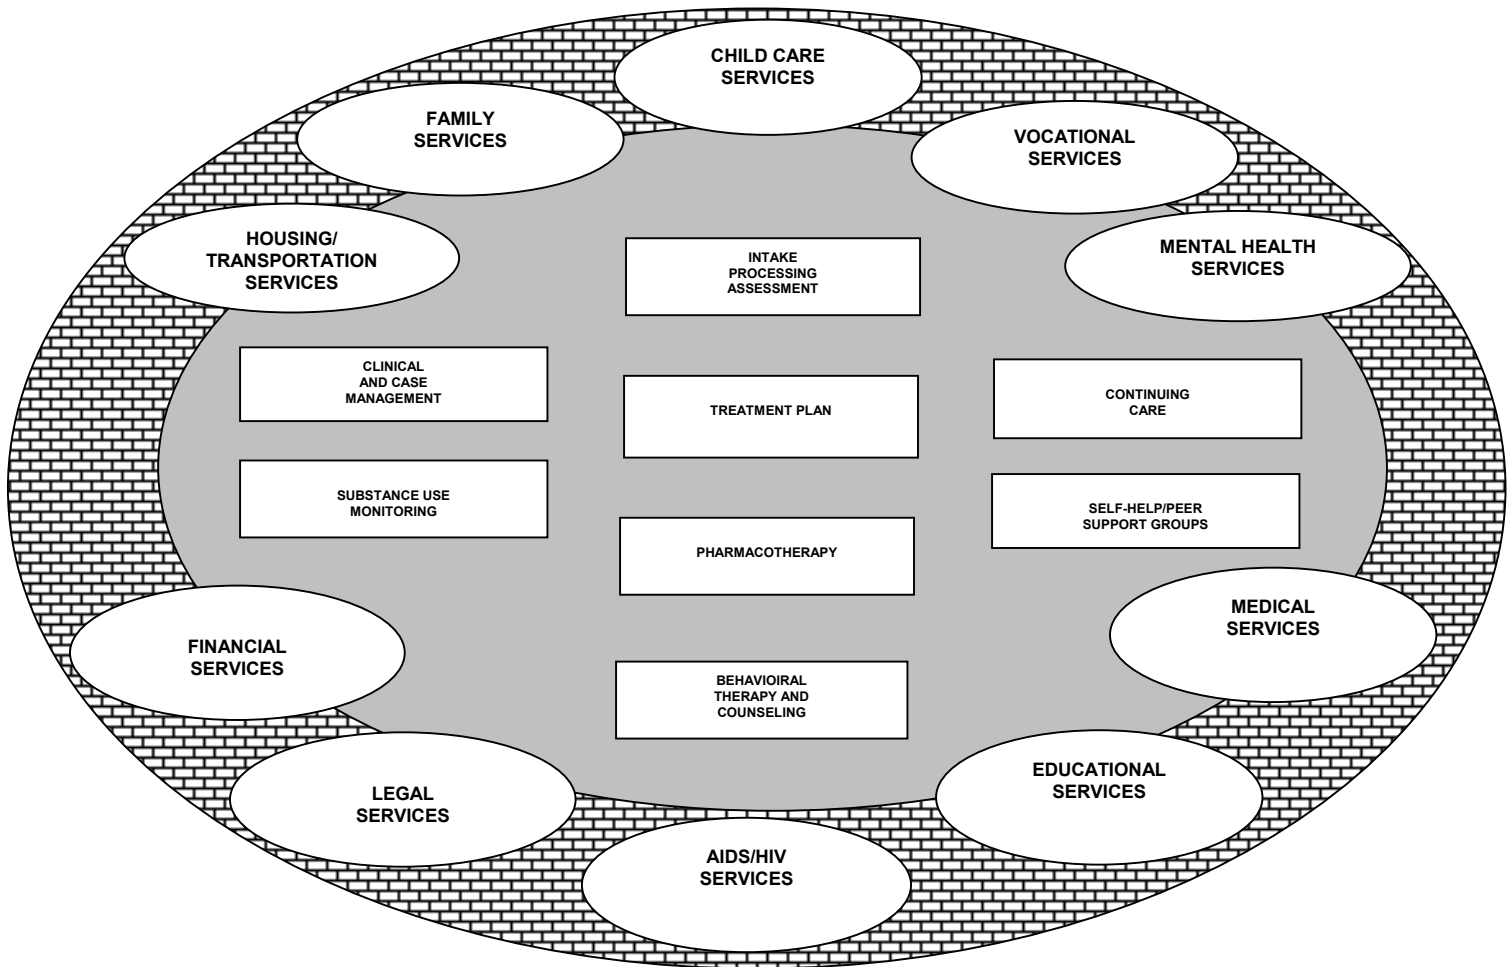 CHILD CARE
SERVICES
FAMILY
SERVICES
VOCATIONAL
SERVICES
HOUSING/
TRANSPORTATION
SERVICES
MENTAL HEALTH
SERVICES
INTAKE
PROCESSING
ASSESSMENT
CLINICAL
AND CASE
MANAGEMENT
TREATMENT PLAN
CONTINUING
CARE
SUBSTANCE USE
MONITORING
SELF-HELP/PEER
SUPPORT GROUPS
PHARMACOTHERAPY
FINANCIAL
SERVICES
MEDICAL
SERVICES
BEHAVIOIRAL
THERAPY AND
COUNSELING
LEGAL
SERVICES
EDUCATIONAL
SERVICES
AIDS/HIV
SERVICES